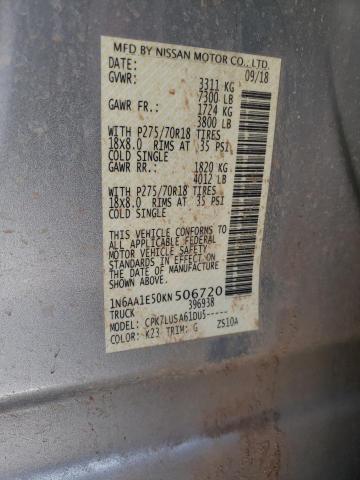 MFD BY NISSAN MOTOR CO., LTD.
DATE: 09/18
GVWR: 3311 KG
7300 LB
GAWR FR.: 1724 KG
3800 LB
WITH P275/70R18 TIRES
18X8.0 RIMS AT 35 PSI
COLD SINGLE
GAWR RR.: 1820 KG
4012 LB
WITH P275/70R18 TIRES
18X8.0 RIMS AT 35 PSI
COLD SINGLE
THIS VEHICLE CONFORMS TO
ALL APPLICABLE FEDERAL
MOTOR VEHICLE SAFETY
STANDARDS IN EFFECT ON
THE DATE OF MANUFACTURE
SHOWN ABOVE.
1N6AA1E50KN506720
TRUCK 396938
MODEL: CPK7LUSA61DU5-----
COLOR: K23 TRIM: G ZS10A